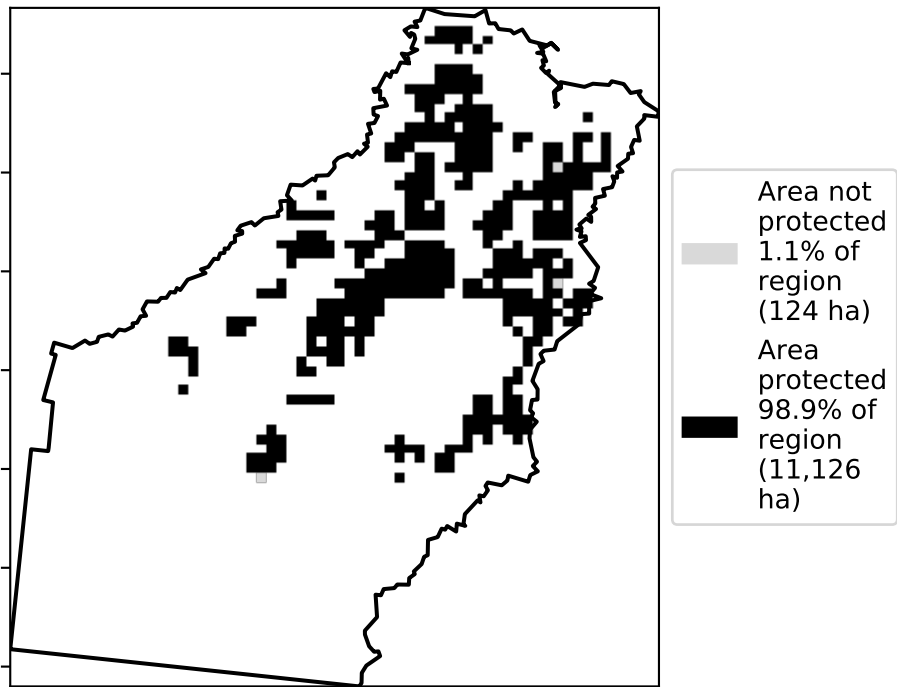 Area not
protected
1.1% of
region
(124 ha)
Area
protected
98.9% of
region
(11,126
ha)